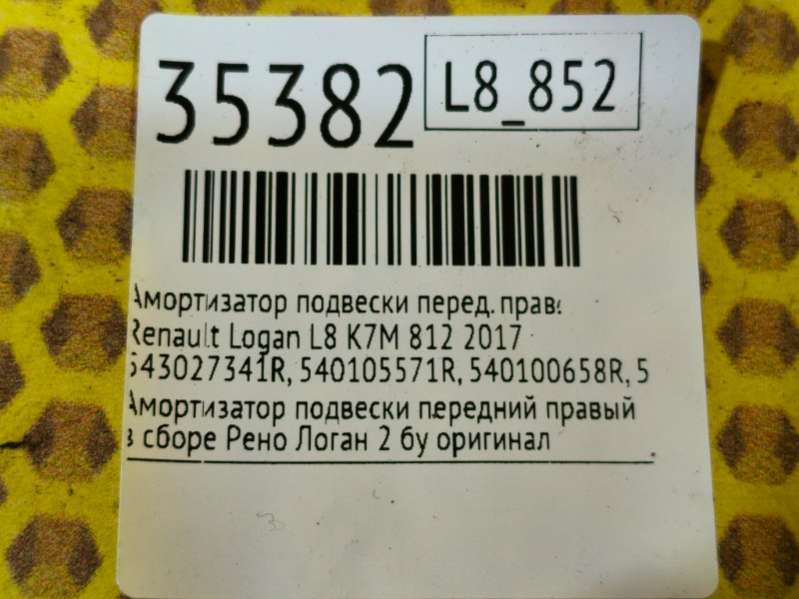 35382
L8_852
Амортизатор подвески перед. прав
Renault Logan L8 K7M 812 2017
543027341R, 540105571R, 540100658R, 5
Амортизатор подвески передний правый
в сборе Рено Логан 2 бу оригинал